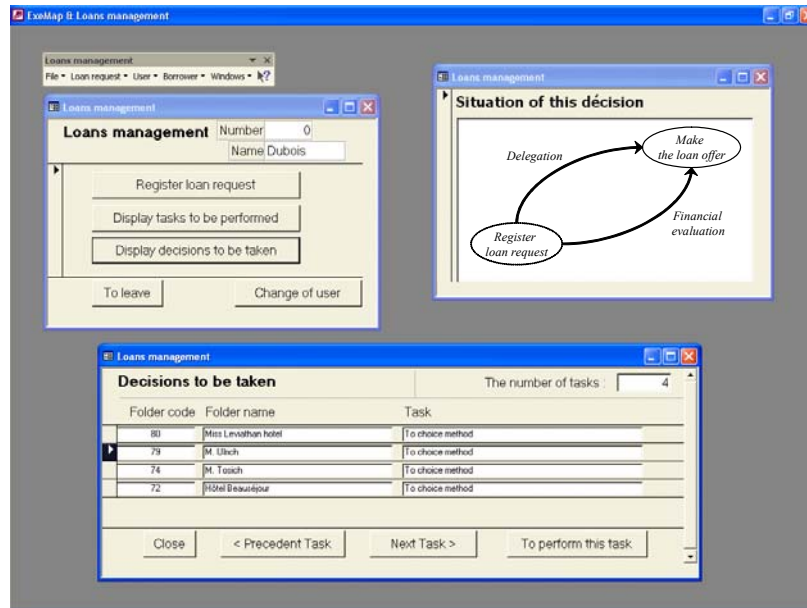 ExeMap & Loans management
Loans management
File Loan request User Borrower Windows
Loans management
Loans management
Number 0
Name Dubois
Register loan request
Display tasks to be performed
Display decisions to be taken
To leave
Change of user
Loans management
Situation of this décision
Make
the loan offer
Delegation
Financial
evaluation
Register
loan request
Loans management
Decisions to be taken
The number of tasks : 4
Folder code Folder name Task
80 Miss Leviathan hotel To choice method
79 M. Ulrich To choice method
74 M. Tosich To choice method
72 Hôtel Beauséjour To choice method
Close
< Precedent Task
Next Task >
To perform this task